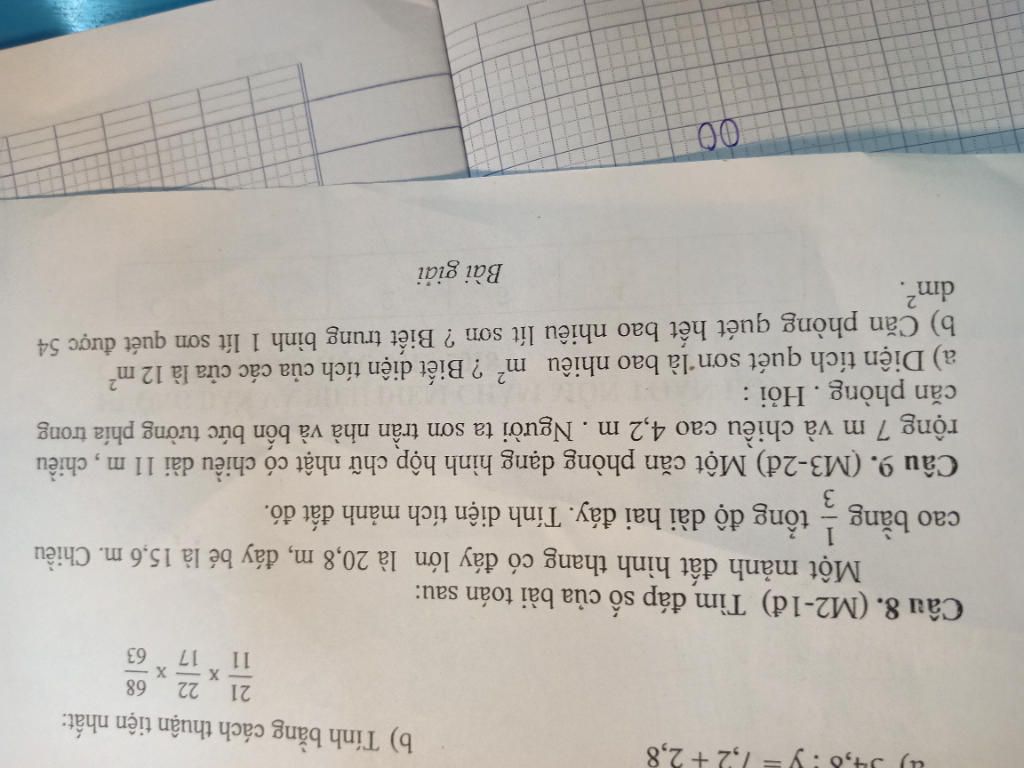 a) 34,8 : y = 7,2 + 2,8
b) Tính bằng cách thuận tiện nhất:
21/11 x 22/17 x 68/63
Câu 8. (M2-1đ) Tìm đáp số của bài toán sau:
Một mảnh đất hình thang có đáy lớn là 20,8 m, đáy bé là 15,6 m. Chiều
cao bằng 1/3 tổng độ dài hai đáy. Tính diện tích mảnh đất đó.
Câu 9. (M3-2đ) Một căn phòng dạng hình hộp chữ nhật có chiều dài 11 m , chiều
rộng 7 m và chiều cao 4,2 m . Người ta sơn trần nhà và bốn bức tường phía trong
căn phòng . Hỏi :
a) Diện tích quét sơn là bao nhiêu m² ? Biết diện tích của các cửa là 12 m²
b) Căn phòng quét hết bao nhiêu lít sơn ? Biết trung bình 1 lít sơn quét được 54
dm² .
Bài giải